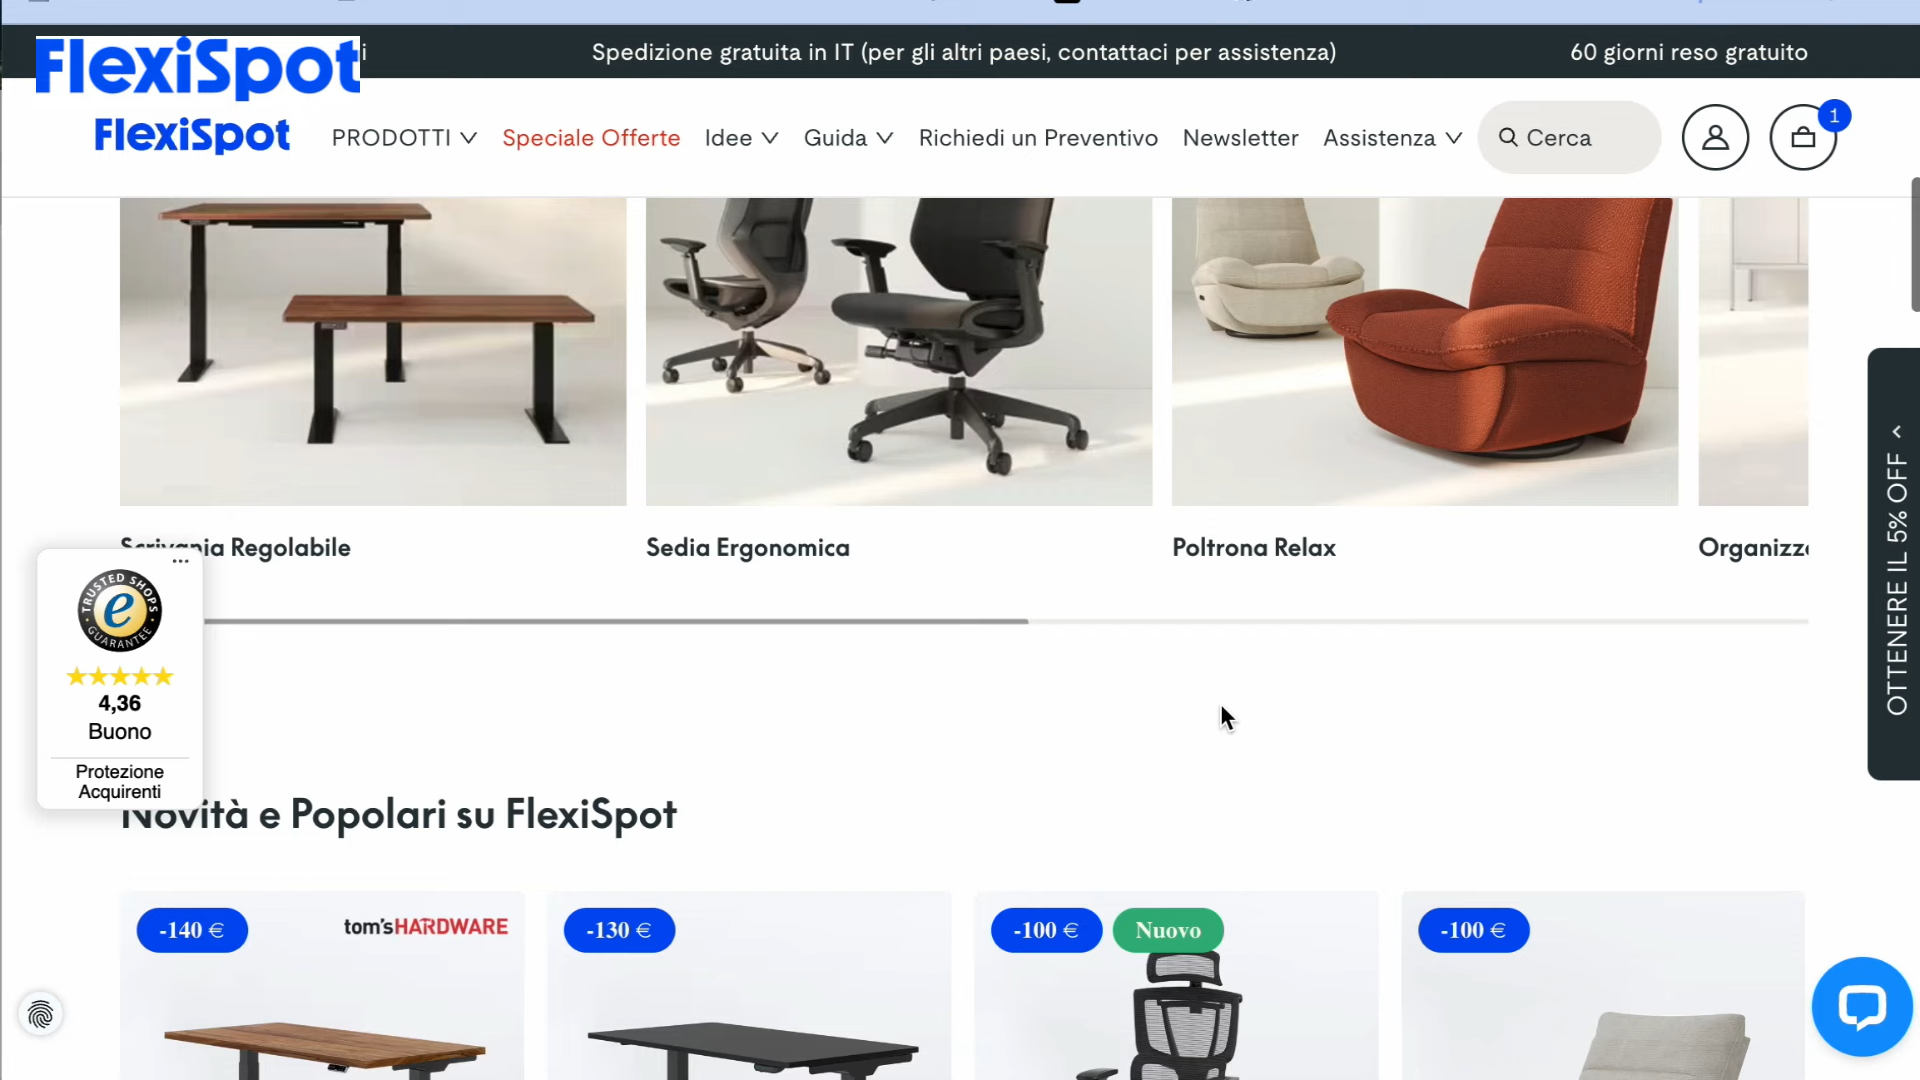 FlexiSpot
Spedizione gratuita in IT (per gli altri paesi, contattaci per assistenza)
60 giorni reso gratuito
FlexiSpot
PRODOTTI
Speciale Offerte
Idee
Guida
Richiedi un Preventivo
Newsletter
Assistenza
Cerca
1
Scrivania Regolabile
Sedia Ergonomica
Poltrona Relax
OTTENERE IL 5% OFF
TRUSTED SHOPS
e
GUARANTEE
4,36
Buono
Protezione
Acquirenti
Novità e Popolari su FlexiSpot
-140 €
tom'sHARDWARE
-130 €
-100 €
Nuovo
-100 €